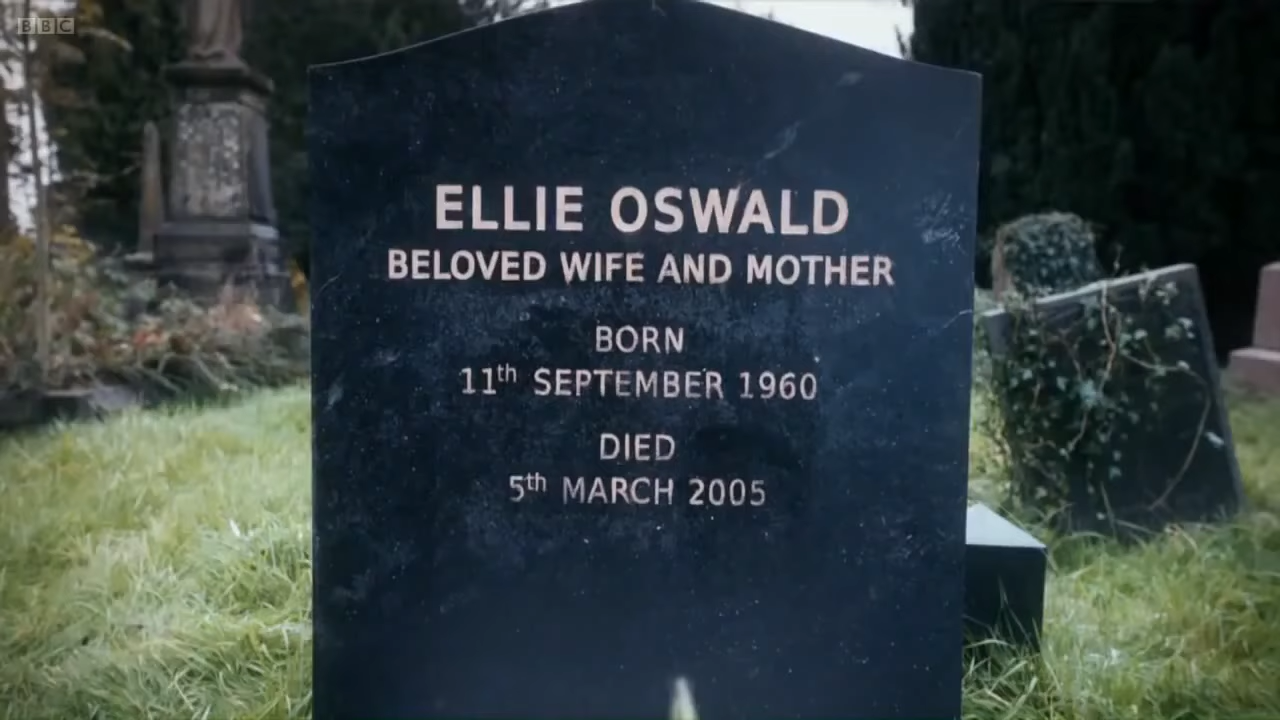 BBC
ELLIE OSWALD
BELOVED WIFE AND MOTHER
BORN
11th SEPTEMBER 1960
DIED
5th MARCH 2005